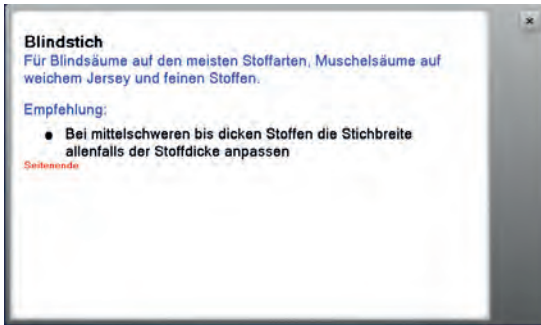 Blindstich
Für Blindsäume auf den meisten Stoffarten, Muschelsäume auf
weichem Jersey und feinen Stoffen.
Empfehlung:
● Bei mittelschweren bis dicken Stoffen die Stichbreite
allenfalls der Stoffdicke anpassen
Seitenende